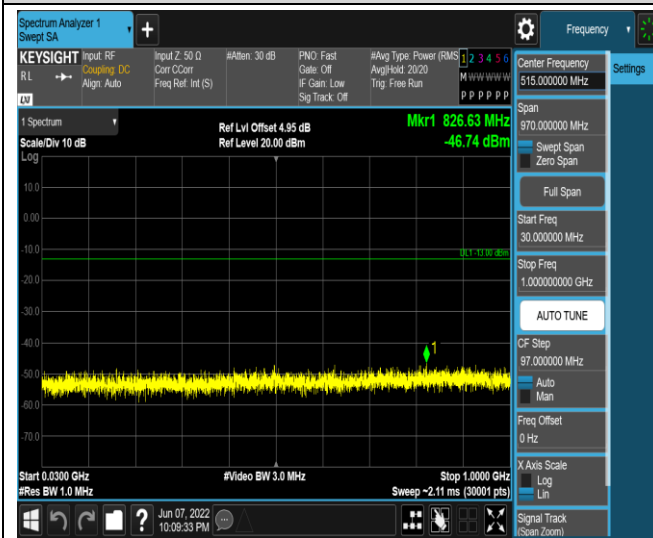 Spectrum Analyzer 1
Swept SA
+
Frequency
KEYSIGHT
RL
LXI
Input: RF
Coupling: DC
Align: Auto
Input Z: 50 Ω
Corr CCorr
Freq Ref: Int (S)
#Atten: 30 dB
PNO: Fast
Gate: Off
IF Gain: Low
Sig Track: Off
#Avg Type: Power (RMS
Avg|Hold: 20/20
Trig: Free Run
1 2 3 4 5 6
M W W W W W
P P P P P P
Center Frequency
515.000000 MHz
Settings
Span
970.000000 MHz
Swept Span
Zero Span
Full Span
Start Freq
30.000000 MHz
Stop Freq
1.000000000 GHz
AUTO TUNE
CF Step
97.000000 MHz
Auto
Man
Freq Offset
0 Hz
X Axis Scale
Log
Lin
Signal Track
(Span Zoom)
1 Spectrum
Scale/Div 10 dB
Ref Lvl Offset 4.95 dB
Ref Level 20.00 dBm
Mkr1 826.63 MHz
-46.74 dBm
Log
10.0
0.00
-10.0
DL1 -13.00 dBm
-20.0
-30.0
-40.0
1
-50.0
-60.0
-70.0
Start 0.0300 GHz
#Video BW 3.0 MHz
Stop 1.0000 GHz
#Res BW 1.0 MHz
Sweep ~2.11 ms (30001 pts)
?
Jun 07, 2022
10:09:33 PM